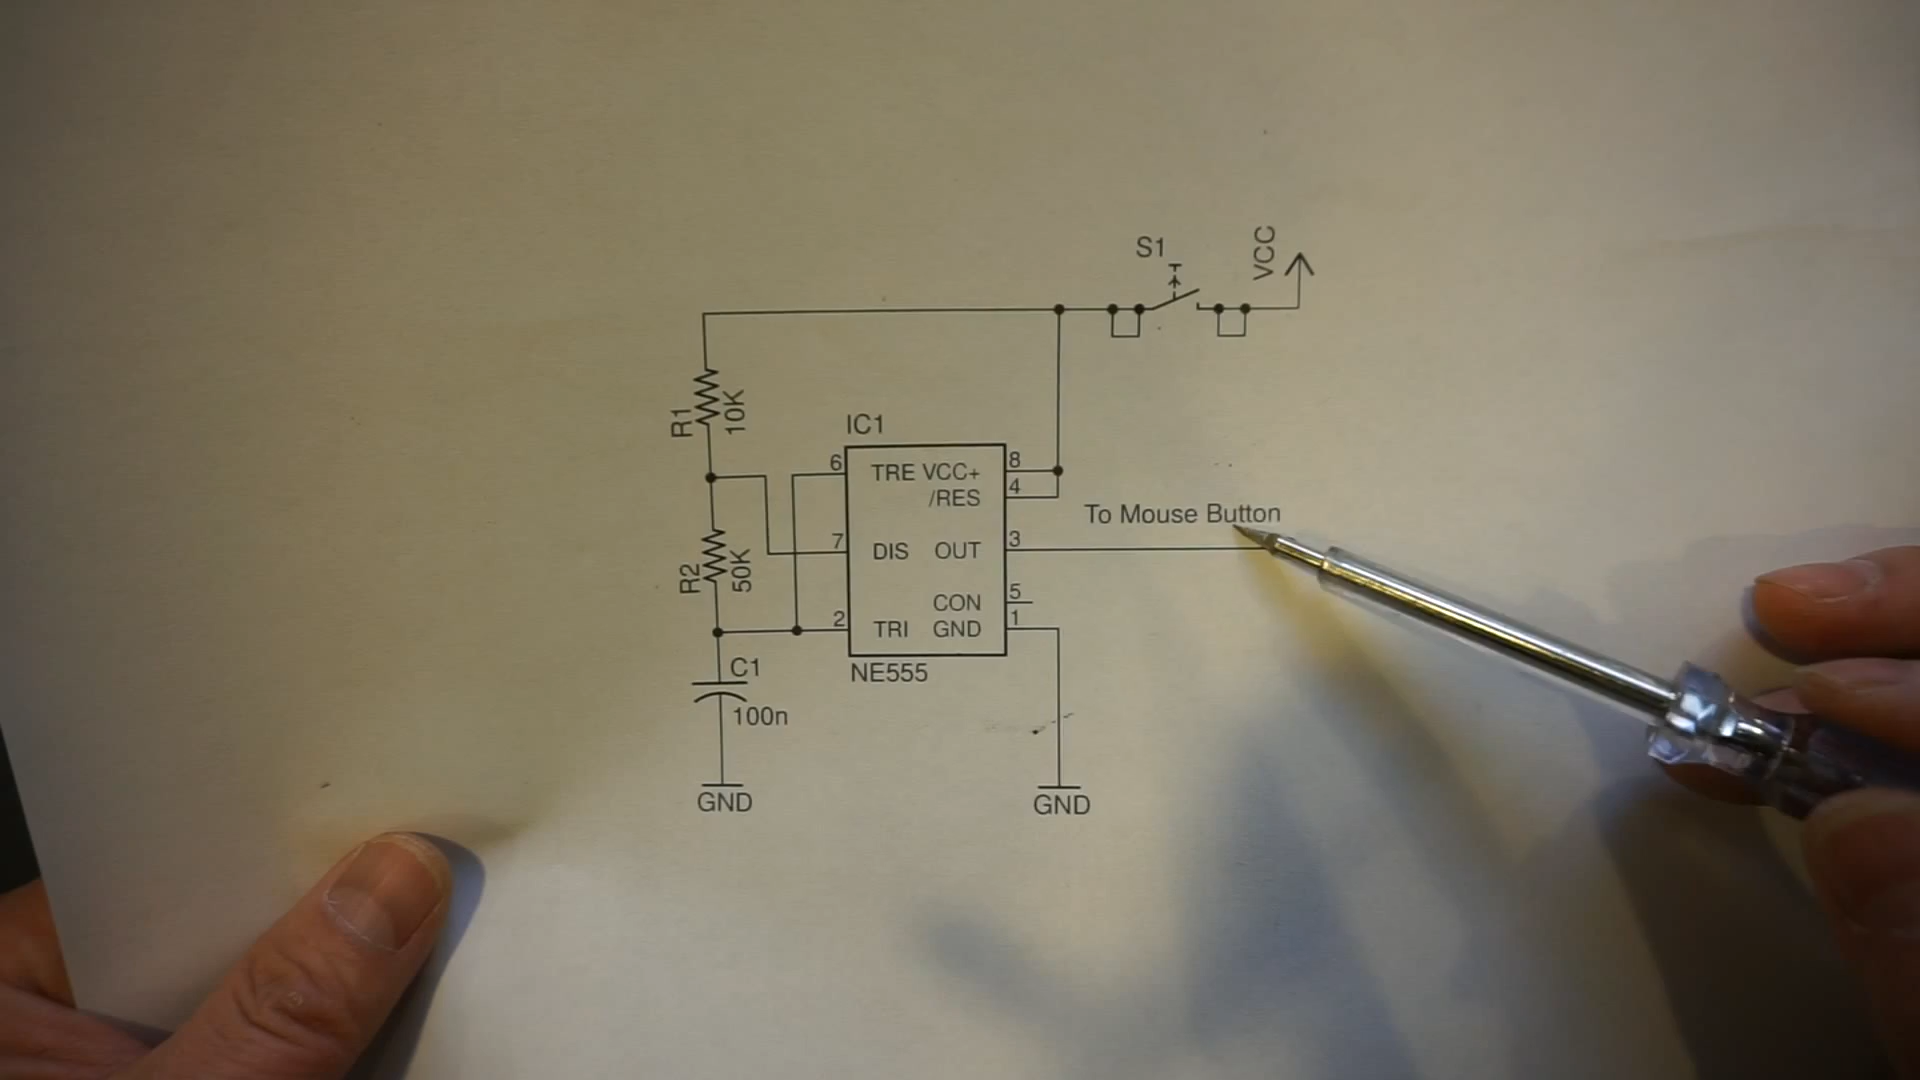 S1
VCC
R1
10K
IC1
6
TRE VCC+
8
/RES
4
To Mouse Button
R2
50K
7
DIS OUT
3
CON
5
2
TRI GND
1
C1
NE555
100n
GND
GND